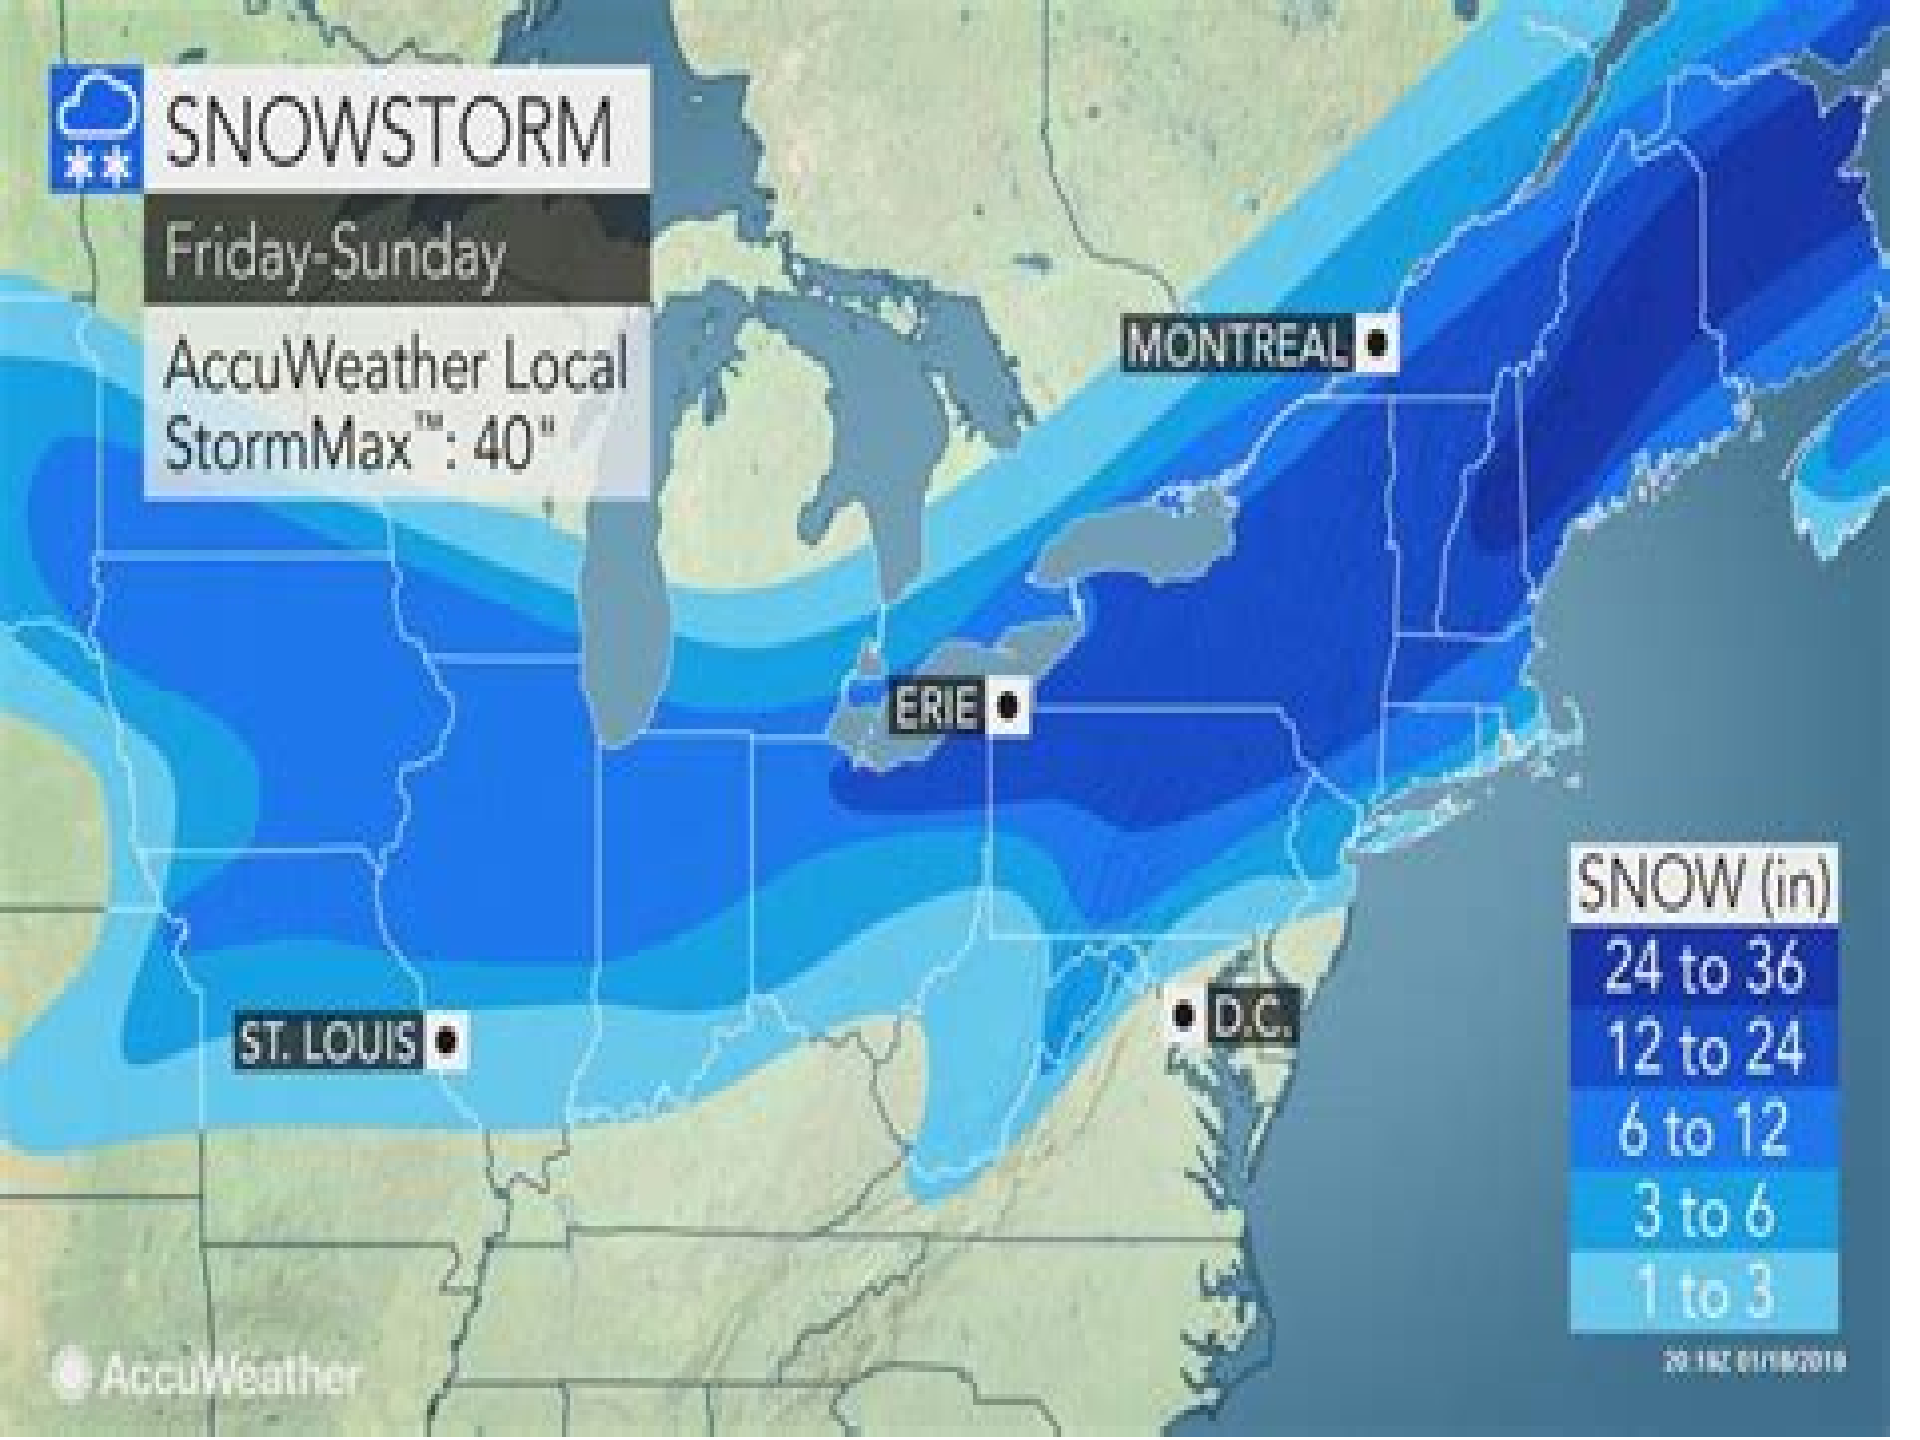 SNOWSTORM
Friday-Sunday
AccuWeather Local
StormMax™: 40"
MONTREAL
ERIE
ST. LOUIS
D.C.
SNOW (in)
24 to 36
12 to 24
6 to 12
3 to 6
1 to 3
AccuWeather